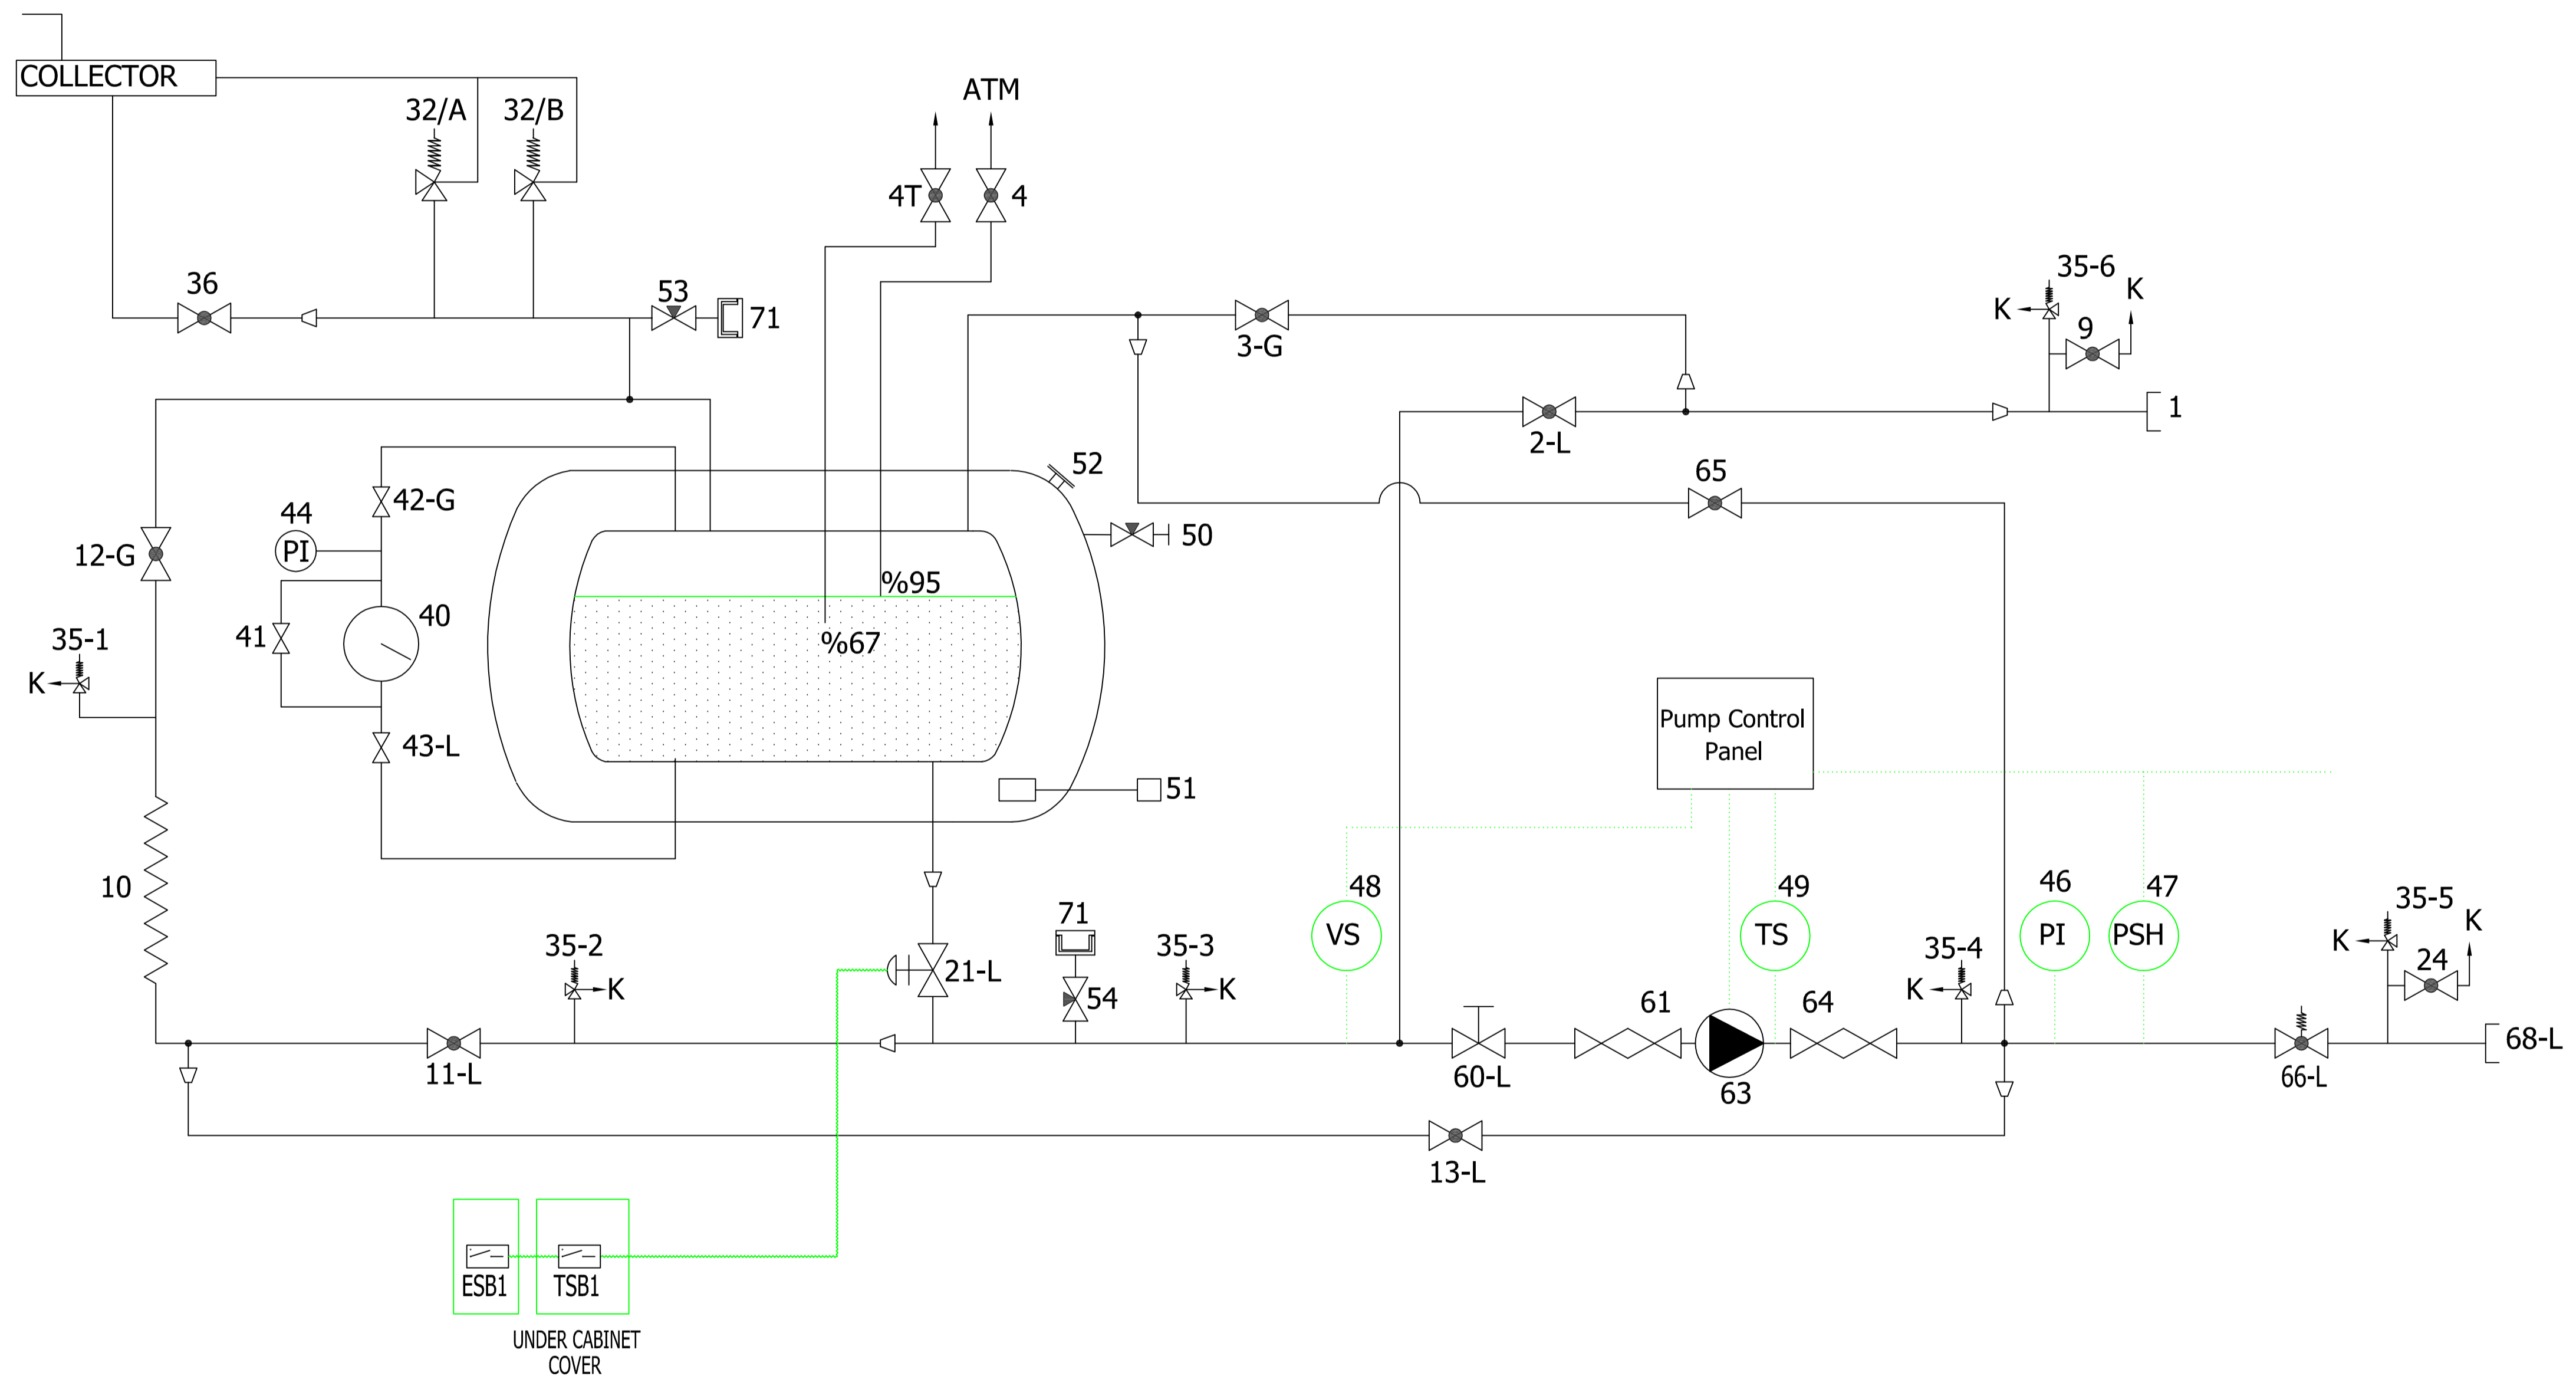 COLLECTOR
ATM
32/A
32/B
4T
4
36
53
71
35-6
K
K
9
3-G
1
2-L
52
65
42-G
44
PI
12-G
50
%95
40
41
%67
35-1
K
43-L
Pump Control
Panel
51
10
48
49
46
47
35-5
71
K
K
VS
TS
PI
PSH
35-2
35-3
35-4
24
21-L
K
54
K
K
61
64
68-L
11-L
60-L
66-L
63
13-L
ESB1
TSB1
UNDER CABINET
COVER